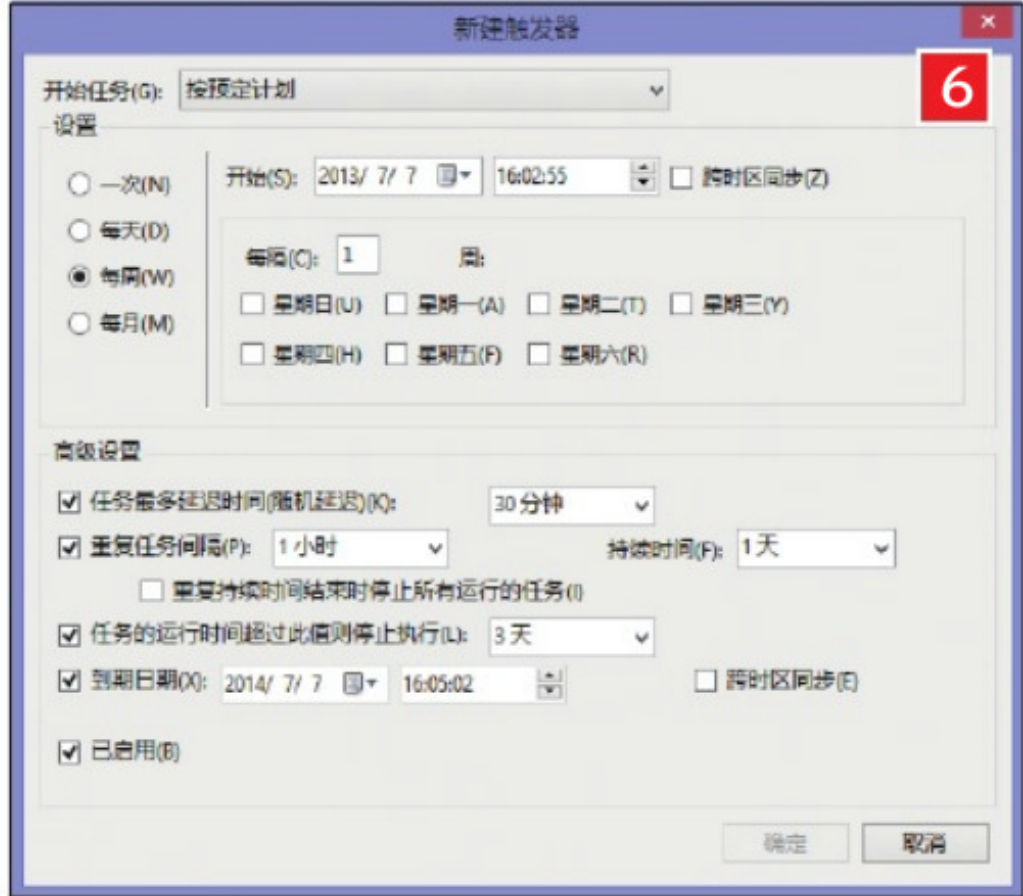 新建触发器
6
开始任务(G): 按预定计划
设置
一次(N)
每天(D)
每周(W)
每月(M)
开始(S): 2013/ 7/ 7 16:02:55 跨时区同步(Z)
每隔(C): 1 周:
星期日(U) 星期一(A) 星期二(T) 星期三(Y)
星期四(H) 星期五(F) 星期六(R)
高级设置
任务最多延迟时间(随机延迟)(K): 30 分钟
重复任务间隔(P): 1 小时 持续时间(F): 1 天
重复持续时间结束时停止所有运行的任务(I)
任务的运行时间超过此值则停止执行(L): 3 天
到期日期(X): 2014/ 7/ 7 16:05:02 跨时区同步(E)
已启用(B)
确定 取消